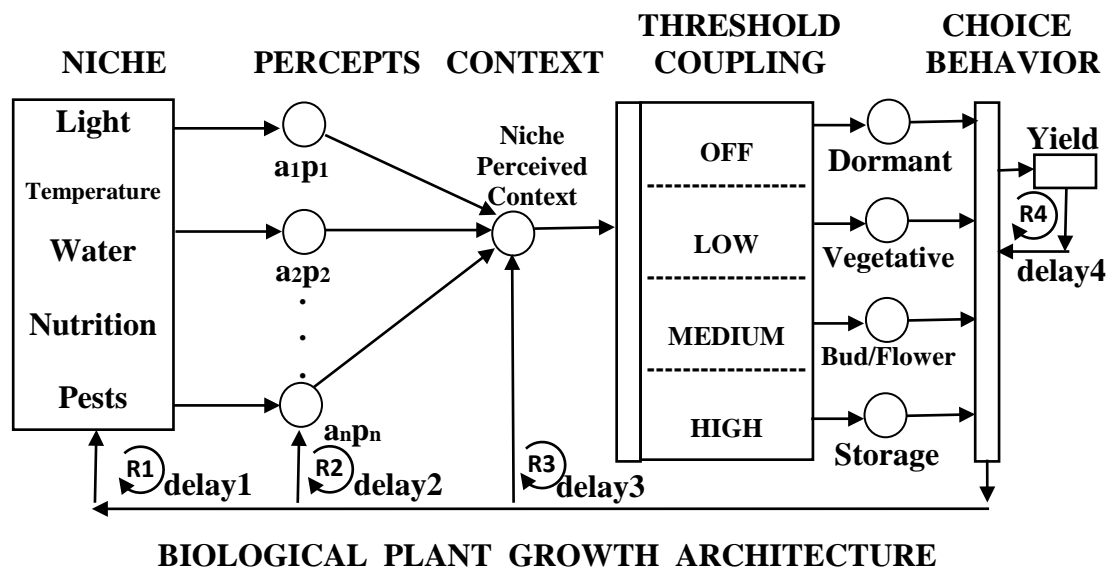 NICHE
PERCEPTS
CONTEXT
THRESHOLD
COUPLING
CHOICE
BEHAVIOR
Light
Temperature
Water
Nutrition
Pests
a1p1
a2p2
.
.
.
.
anpn
Niche
Perceived
Context
OFF
LOW
MEDIUM
HIGH
Dormant
Vegetative
Bud/Flower
Storage
Yield
R4
delay4
R1
delay1
R2
delay2
R3
delay3
BIOLOGICAL PLANT GROWTH ARCHITECTURE